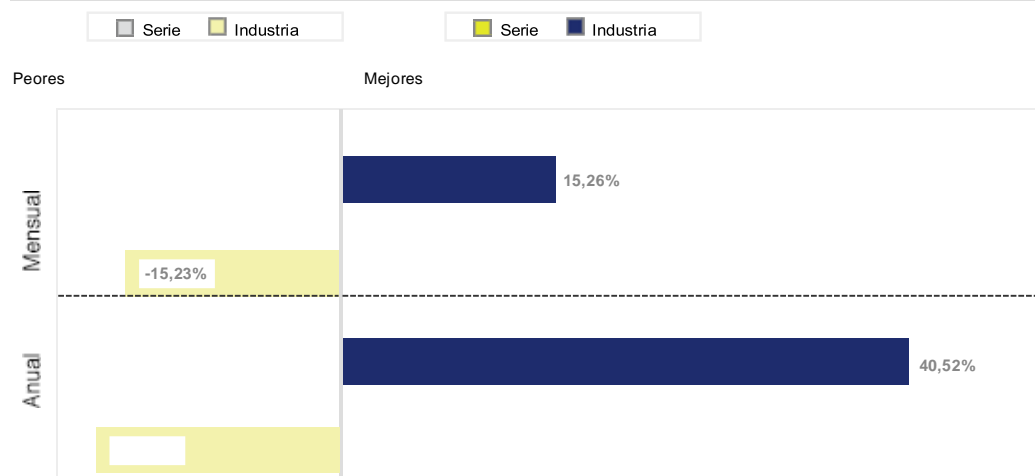 Serie Industria Serie Industria
Peores Mejores
Mensual
15,26%
-15,23%
Anual
40,52%